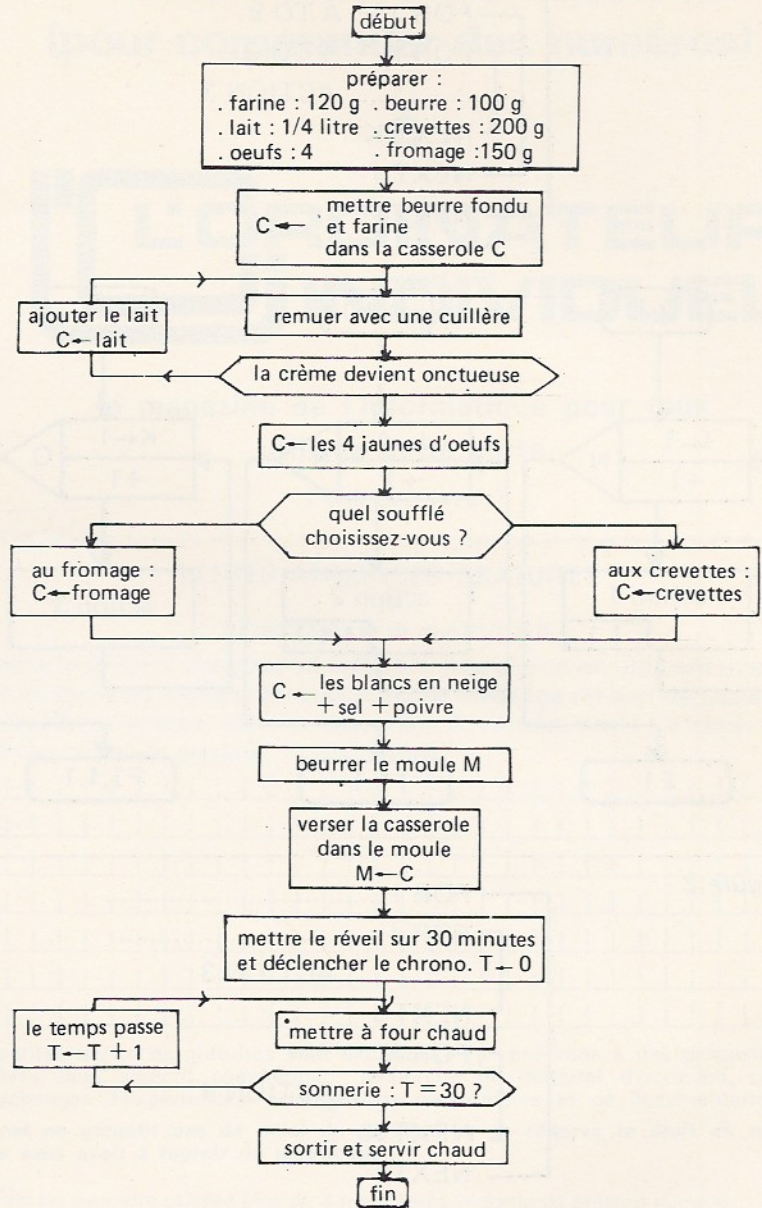 début
préparer :
. farine : 120 g . beurre : 100 g
. lait : 1/4 litre . crevettes : 200 g
. oeufs : 4 . fromage : 150 g
mettre beurre fondu
C ← et farine
dans la casserole C
ajouter le lait
C ← lait
remuer avec une cuillère
la crème devient onctueuse
C ← les 4 jaunes d'oeufs
quel soufflé
choisissez-vous ?
au fromage :
C ← fromage
aux crevettes :
C ← crevettes
C ← les blancs en neige
+ sel + poivre
beurrer le moule M
verser la casserole
dans le moule
M ← C
mettre le réveil sur 30 minutes
et déclencher le chrono. T ← 0
le temps passe
T ← T + 1
mettre à four chaud
sonnerie : T = 30 ?
sortir et servir chaud
fin